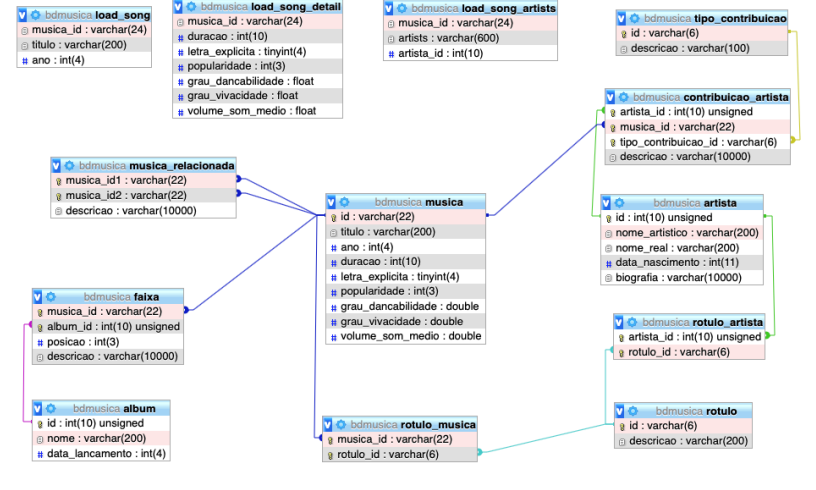 bdmusica load_song
musica_id : varchar(24)
titulo : varchar(200)
ano : int(4)
bdmusica load_song_detail
musica_id : varchar(24)
duracao : int(10)
letra_explicita : tinyint(4)
popularidade : int(3)
grau_dancabilidade : float
grau_vivacidade : float
volume_som_medio : float
bdmusica load_song_artists
musica_id : varchar(24)
artists : varchar(600)
artista_id : int(10)
bdmusica tipo_contribuicao
id : varchar(6)
descricao : varchar(100)
bdmusica contribuicao_artista
artista_id : int(10) unsigned
musica_id : varchar(22)
tipo_contribuicao_id : varchar(6)
descricao : varchar(10000)
bdmusica musica_relacionada
musica_id1 : varchar(22)
musica_id2 : varchar(22)
descricao : varchar(10000)
bdmusica musica
id : varchar(22)
titulo : varchar(200)
ano : int(4)
duracao : int(10)
letra_explicita : tinyint(4)
popularidade : int(3)
grau_dancabilidade : double
grau_vivacidade : double
volume_som_medio : double
bdmusica artista
id : int(10) unsigned
nome_artistico : varchar(200)
nome_real : varchar(200)
data_nascimento : int(11)
biografia : varchar(10000)
bdmusica faixa
musica_id : varchar(22)
album_id : int(10) unsigned
posicao : int(3)
descricao : varchar(10000)
bdmusica rotulo_artista
artista_id : int(10) unsigned
rotulo_id : varchar(6)
bdmusica album
id : int(10) unsigned
nome : varchar(200)
data_lancamento : int(4)
bdmusica rotulo_musica
musica_id : varchar(22)
rotulo_id : varchar(6)
bdmusica rotulo
id : varchar(6)
descricao : varchar(200)